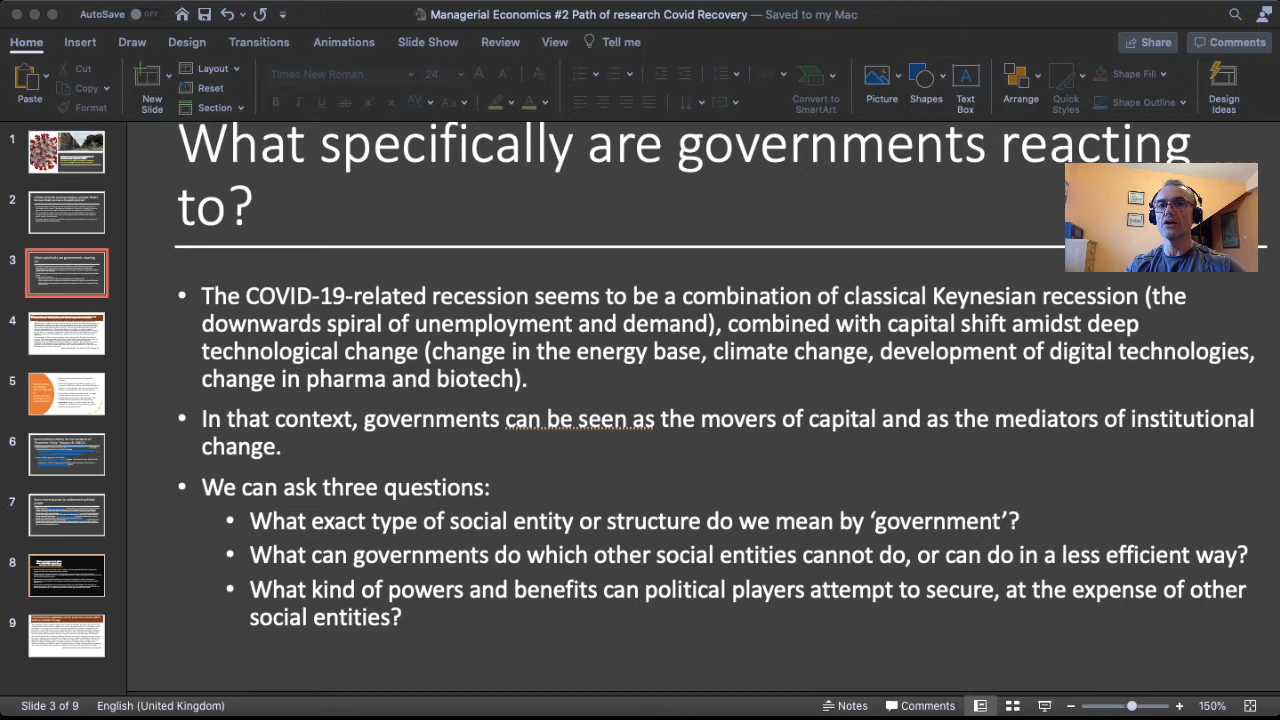 AutoSave OFF
Managerial Economics #2 Path of research Covid Recovery — Saved to my Mac
Home Insert Draw Design Transitions Animations Slide Show Review View Tell me Share Comments
Paste
Cut
Copy
Format
New
Slide
Layout
Reset
Section
Times New Roman 24
Convert to
SmartArt
Picture
Shapes
Text
Box
Arrange
Quick
Styles
Shape Fill
Shape Outline
Design
Ideas
1
2
3
4
5
6
7
8
9
What specifically are governments reacting
to?
• The COVID-19-related recession seems to be a combination of classical Keynesian recession (the
downwards spiral of unemployment and demand), combined with capital shift amidst deep
technological change (change in the energy base, climate change, development of digital technologies,
change in pharma and biotech).
• In that context, governments can be seen as the movers of capital and as the mediators of institutional
change.
• We can ask three questions:
• What exact type of social entity or structure do we mean by ‘government’?
• What can governments do which other social entities cannot do, or can do in a less efficient way?
• What kind of powers and benefits can political players attempt to secure, at the expense of other
social entities?
Slide 3 of 9 English (United Kingdom) Notes Comments 150%